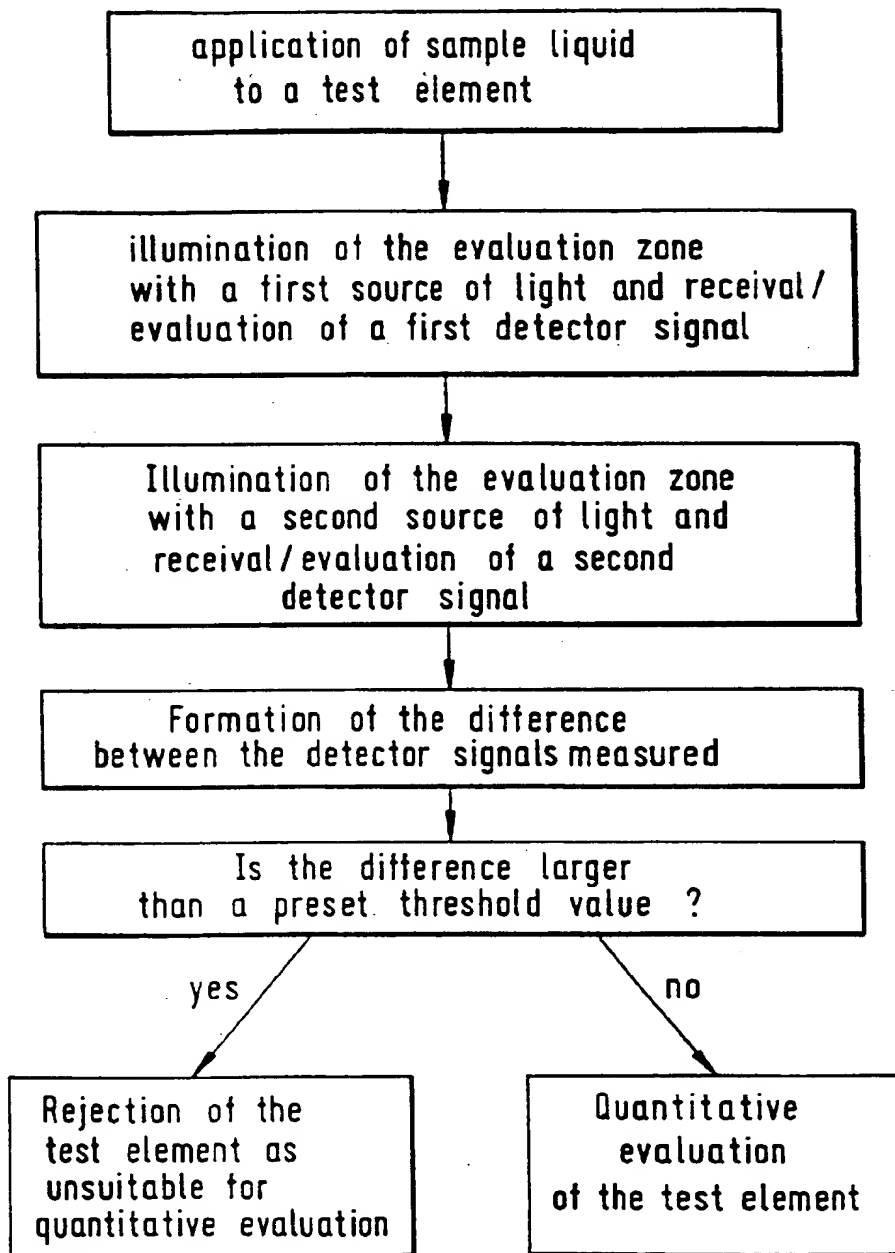 application of sample liquid
to a test element
illumination of the evaluation zone
with a first source of light and receival/
evaluation of a first detector signal
Illumination of the evaluation zone
with a second source of light and
receival/evaluation of a second
detector signal
Formation of the difference
between the detector signals measured
Is the difference larger
than a preset threshold value ?
yes
no
Rejection of the
test element as
unsuitable for
quantitative evaluation
Quantitative
evaluation
of the test element